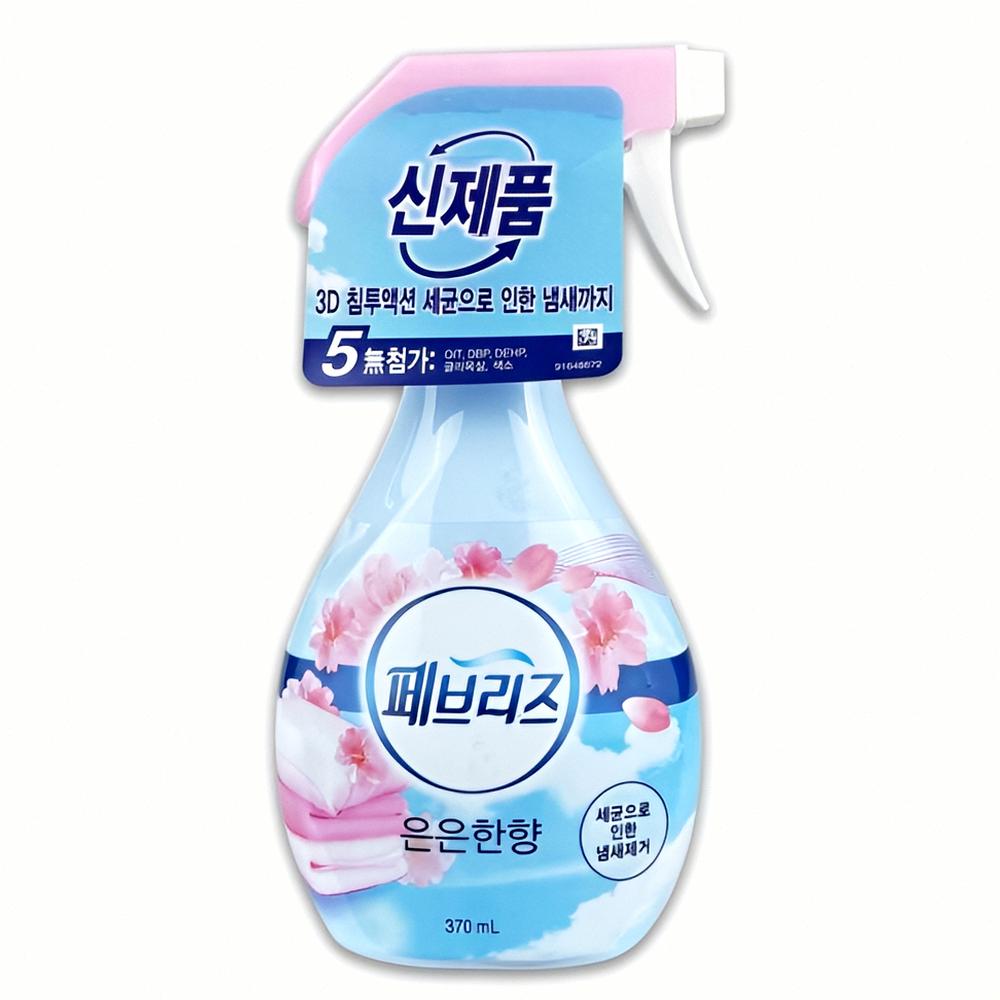 신제품
3D 침투액션 세균으로 인한 냄새까지
5 無첨가:
OIT, DBP, DEHP,
글리옥살, 색소
91646672
페브리즈
은은한향
세균으로
인한
냄새제거
370 mL